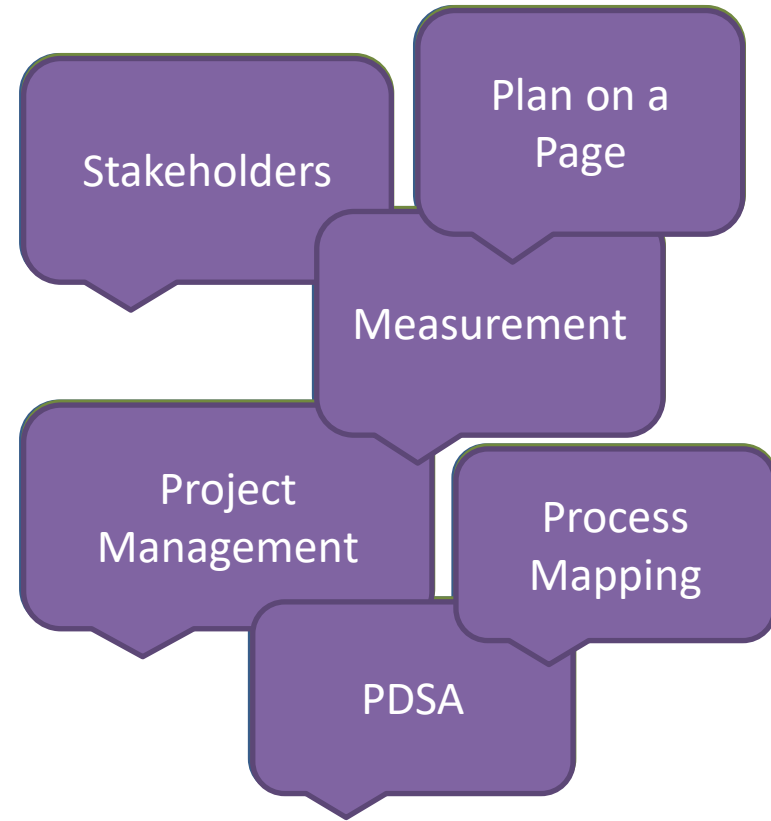 Stakeholders
Plan on a
Page
Measurement
Project
Management
Process
Mapping
PDSA